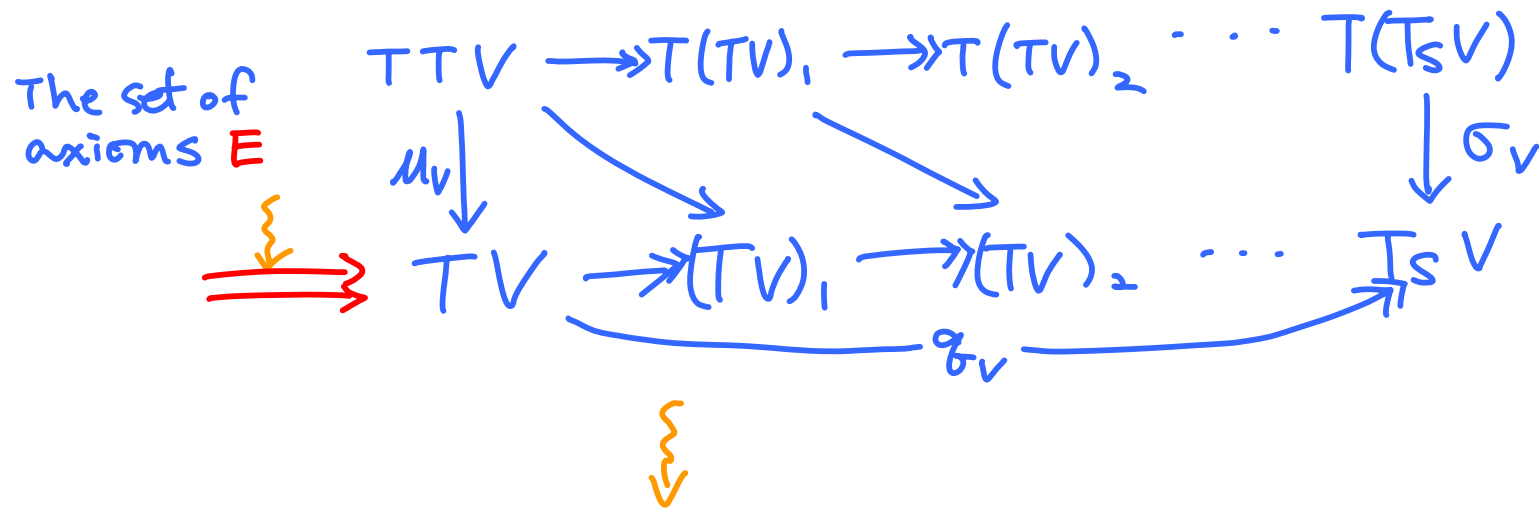 TTV → T(TV)₁ → T(TV)₂ ... T(TₛV)
The set of
axioms E
μᵥ
σᵥ
TV → (TV)₁ → (TV)₂ ... TₛV
qᵥ